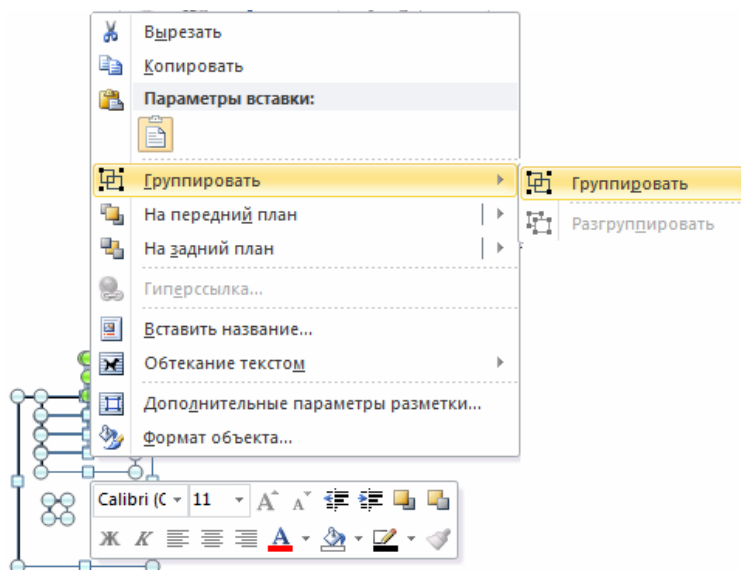 Вырезать
Копировать
Параметры вставки:
Группировать
Группировать
Разгруппировать
На передний план
На задний план
Гиперссылка...
Вставить название...
Обтекание текстом
Дополнительные параметры разметки...
Формат объекта...
Calibri (С 11 A A
Ж К A